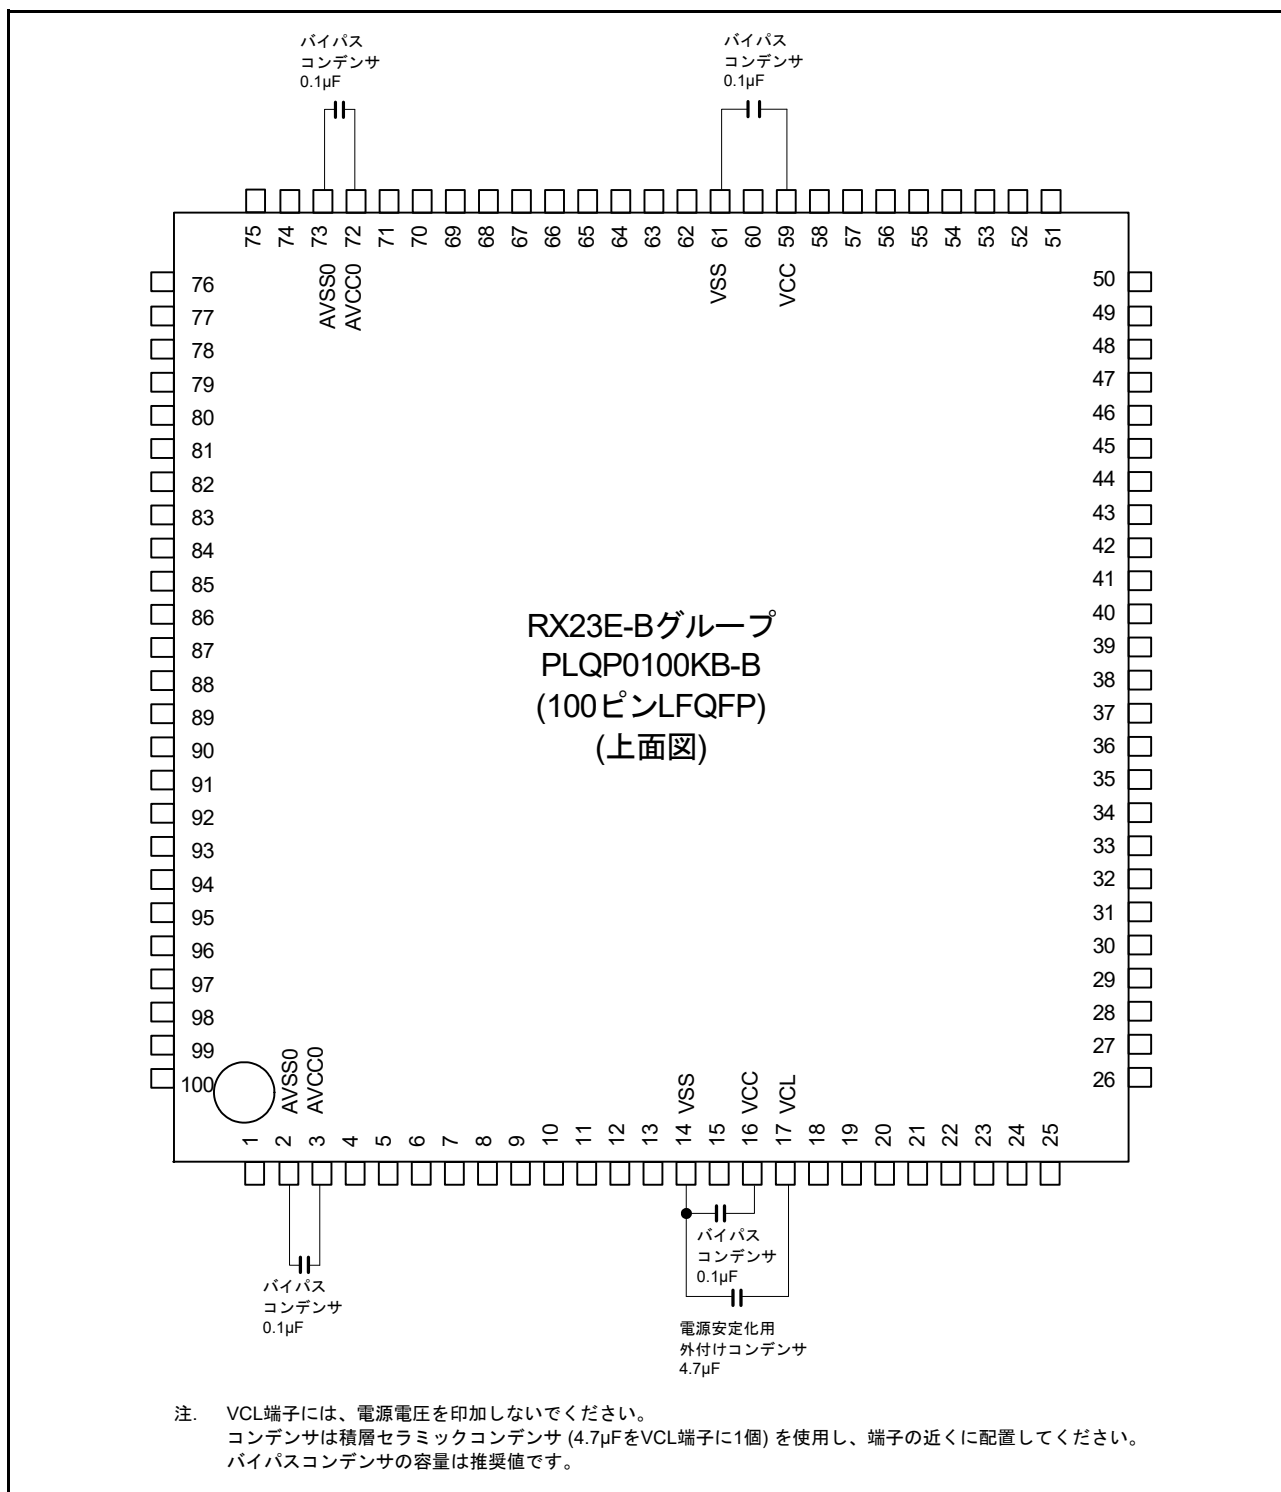 バイパス
コンデンサ
0.1µF
バイパス
コンデンサ
0.1µF
75 74 73 72 71 70 69 68 67 66 65 64 63 62 61 60 59 58 57 56 55 54 53 52 51
AVSS0
AVCC0
VSS
VCC
76
77
78
79
80
81
82
83
84
85
86
87
88
89
90
91
92
93
94
95
96
97
98
99
100
50
49
48
47
46
45
44
43
42
41
40
39
38
37
36
35
34
33
32
31
30
29
28
27
26
RX23E-Bグループ
PLQP0100KB-B
(100ピンLFQFP)
(上面図)
AVSS0
AVCC0
VSS
VCC
VCL
1 2 3 4 5 6 7 8 9 10 11 12 13 14 15 16 17 18 19 20 21 22 23 24 25
バイパス
コンデンサ
0.1µF
バイパス
コンデンサ
0.1µF
電源安定化用
外付けコンデンサ
4.7µF
注. VCL端子には、電源電圧を印加しないでください。
コンデンサは積層セラミックコンデンサ (4.7µFをVCL端子に1個) を使用し、端子の近くに配置してください。
バイパスコンデンサの容量は推奨値です。